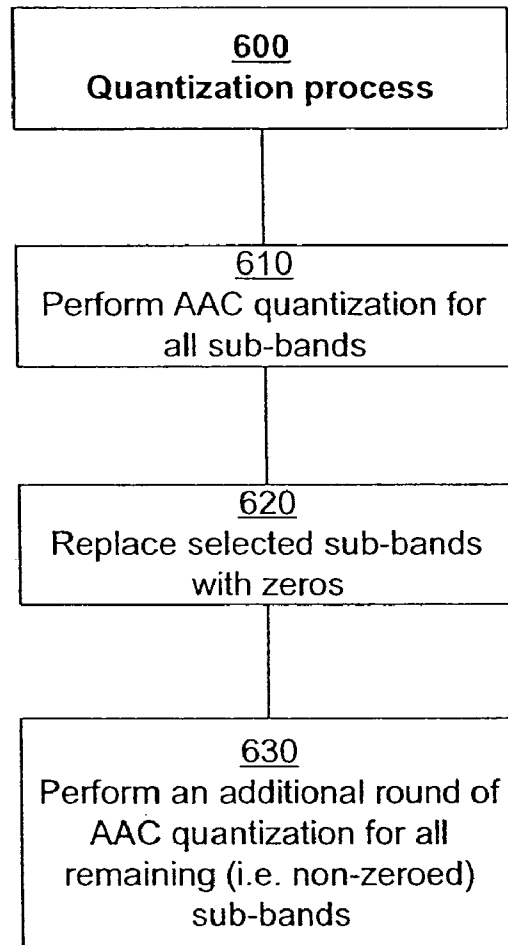 600
Quantization process
610
Perform AAC quantization for
all sub-bands
620
Replace selected sub-bands
with zeros
630
Perform an additional round of
AAC quantization for all
remaining (i.e. non-zeroed)
sub-bands